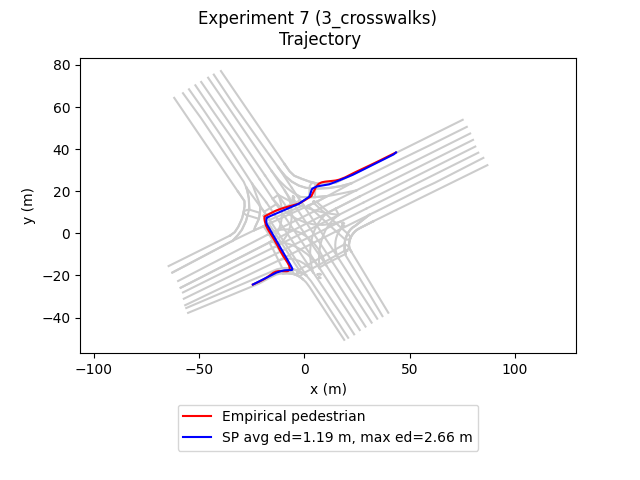 Experiment 7 (3_crosswalks)
Trajectory
80
60
40
20
0
−20
−40
y (m)
−100
−50
0
50
100
x (m)
Empirical pedestrian
SP avg ed=1.19 m, max ed=2.66 m